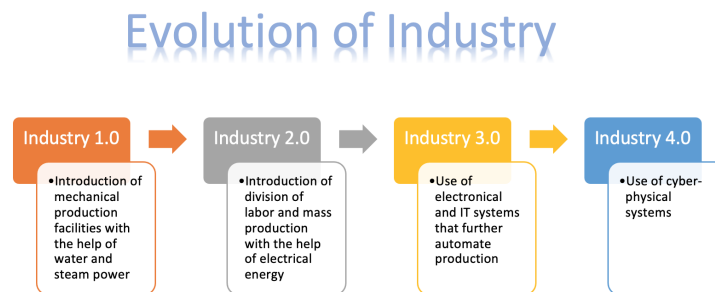 Evolution of Industry
Industry 1.0
•Introduction of
mechanical
production
facilities with
the help of
water and
steam power
Industry 2.0
•Introduction of
division of
labor and mass
production
with the help
of electrical
energy
Industry 3.0
•Use of
electronical
and IT systems
that further
automate
production
Industry 4.0
•Use of cyber-
physical
systems